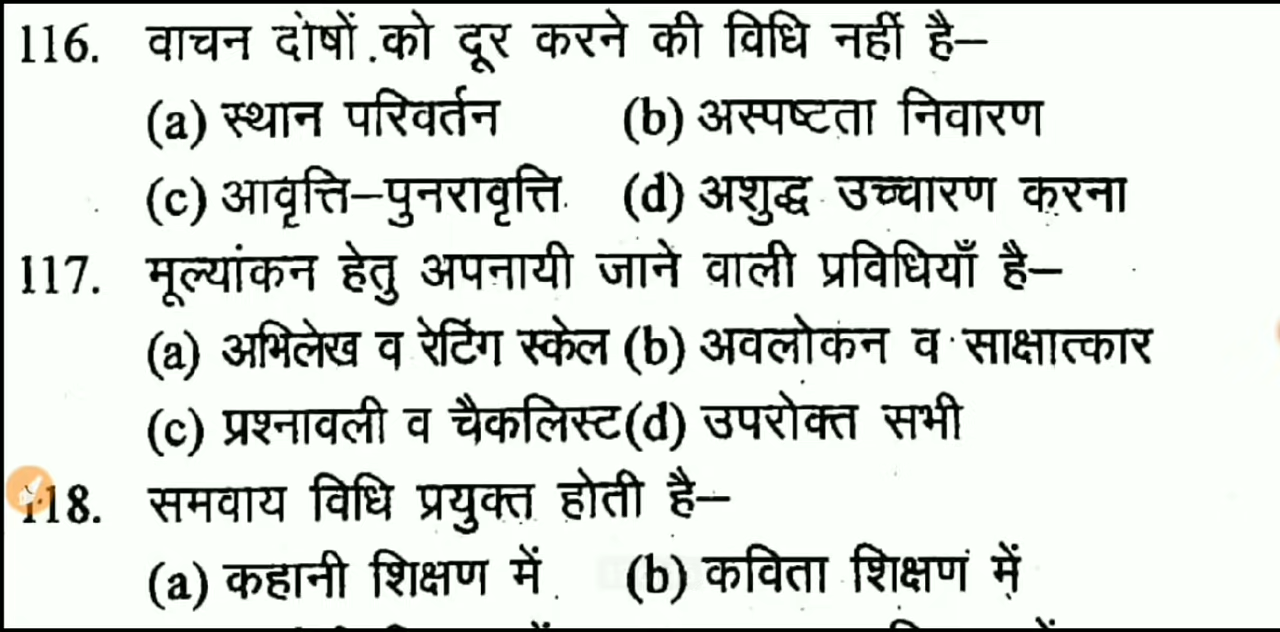 116. वाचन दोषों को दूर करने की विधि नहीं है–
(a) स्थान परिवर्तन (b) अस्पष्टता निवारण
(c) आवृत्ति–पुनरावृत्ति (d) अशुद्ध उच्चारण करना
117. मूल्यांकन हेतु अपनायी जाने वाली प्रविधियाँ है–
(a) अभिलेख व रेटिंग स्केल (b) अवलोकन व साक्षात्कार
(c) प्रश्नावली व चैकलिस्ट (d) उपरोक्त सभी
118. समवाय विधि प्रयुक्त होती है–
(a) कहानी शिक्षण में (b) कविता शिक्षण में